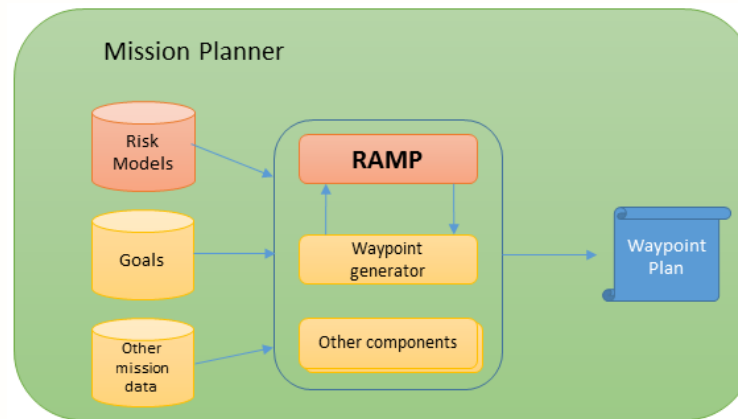 Mission Planner
Risk
Models
RAMP
Goals
Waypoint
generator
Waypoint
Plan
Other
mission
data
Other components